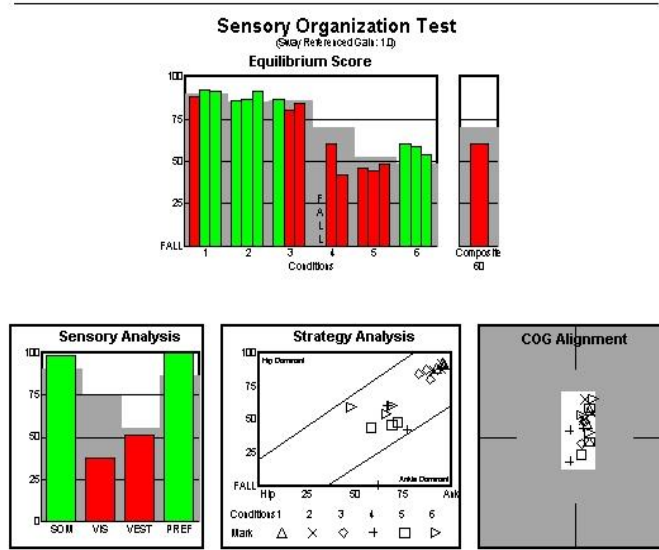 Sensory Organization Test
(Sway Referenced Gain: 1.0)
Equilibrium Score
100
75
50
25
FALL
FALL
1 2 3 4 5 6
Conditions
Composite
60
Sensory Analysis
100
75
50
25
0
SOM VIS VEST PREF
Strategy Analysis
100
Hip Dominant
75
50
25
Ankle Dominant
FALL
Hip 25 50 75 Ank
Conditions 1 2 3 4 5 6
Mark
COG Alignment